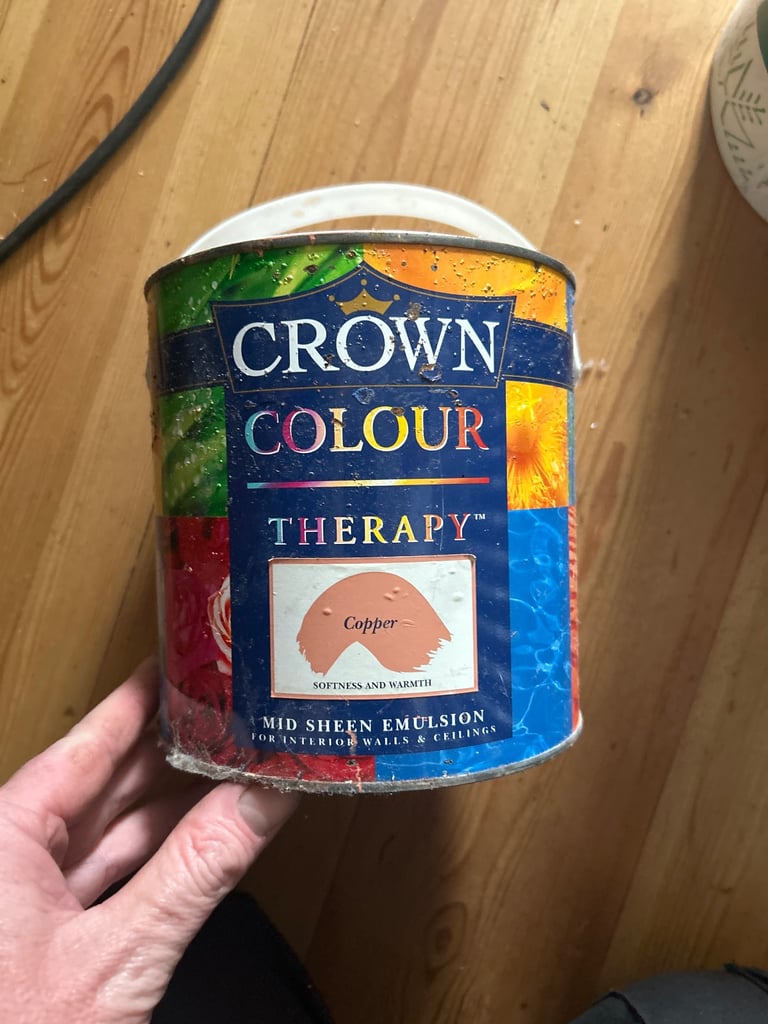 CROWN
COLOUR
THERAPY™
Copper
SOFTNESS AND WARMTH
MID SHEEN EMULSION
FOR INTERIOR WALLS & CEILINGS